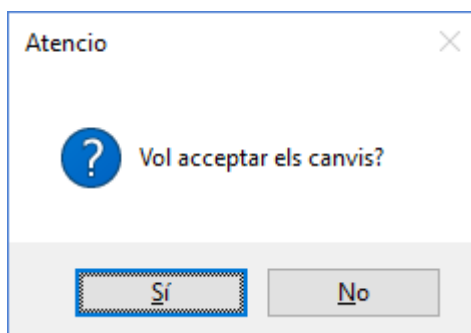 Atencio
Vol acceptar els canvis?
Sí
No